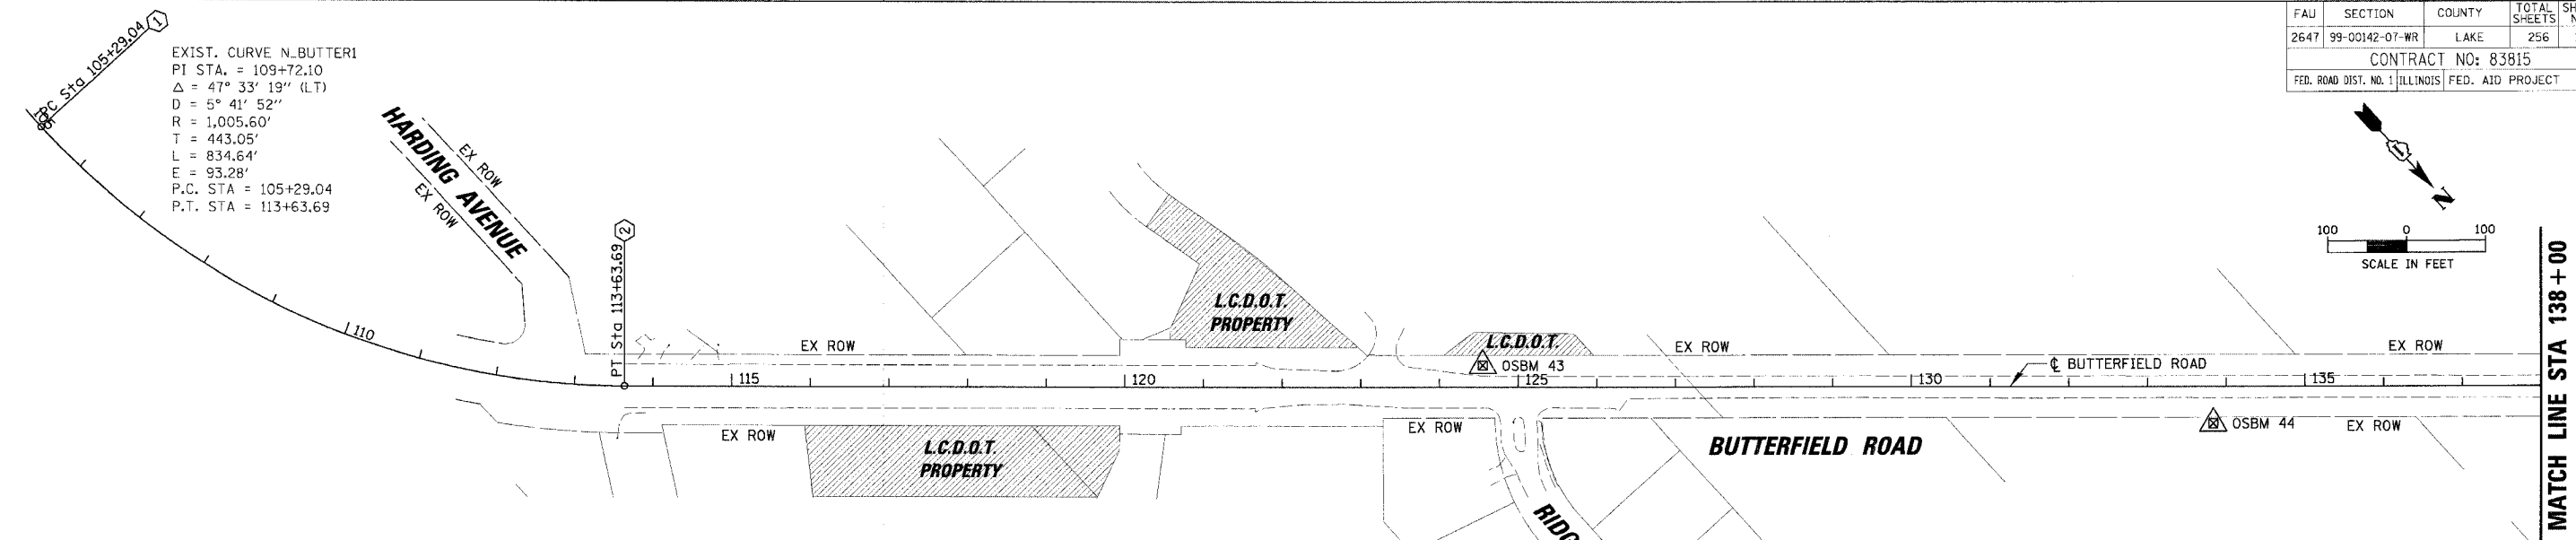 FAU SECTION COUNTY TOTAL SHEETS
2647 99-00142-07-WR LAKE 256
CONTRACT NO: 83815
FED. ROAD DIST. NO. 1 ILLINOIS FED. AID PROJECT
PC Sta 105+29.04 1
EXIST. CURVE N_BUTTER1
PI STA. = 109+72.10
Δ = 47° 33' 19" (LT)
D = 5° 41' 52"
R = 1,005.60'
T = 443.05'
L = 834.64'
E = 93.28'
P.C. STA = 105+29.04
P.T. STA = 113+63.69
HARDING AVENUE
EX ROW
EX ROW
110
PT Sta 113+63.69 2
1
N
100 0 100
SCALE IN FEET
MATCH LINE STA 138+00
L.C.D.O.T.
PROPERTY
L.C.D.O.T.
EX ROW
EX ROW
EX ROW
OSBM 43
℄ BUTTERFIELD ROAD
115
120
125
130
135
EX ROW
EX ROW
EX ROW
OSBM 44
BUTTERFIELD ROAD
L.C.D.O.T.
PROPERTY